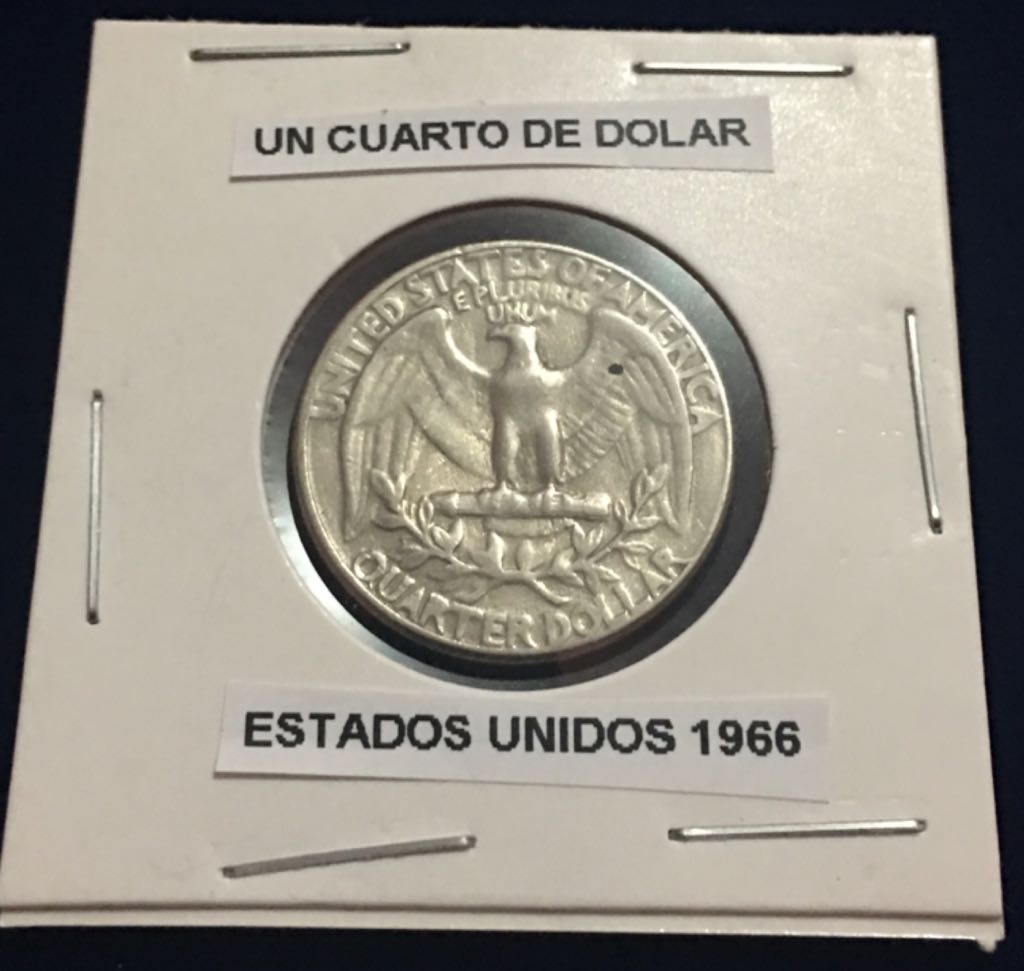 UN CUARTO DE DOLAR
UNITED STATES OF AMERICA
E PLURIBUS
UNUM
QUARTER DOLLAR
ESTADOS UNIDOS 1966